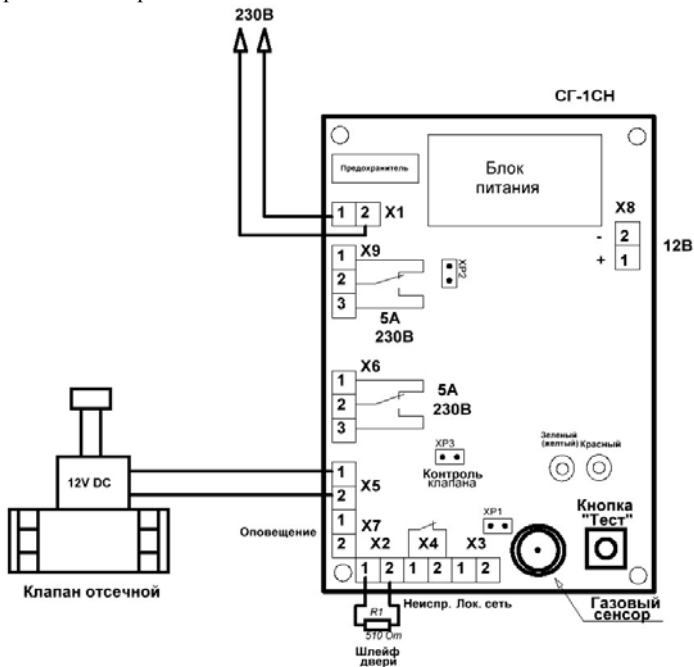 230В
СГ-1СН
Предохранитель
Блок
питания
1 2 X1
X8
- 2
+ 1
12В
X9
1
2
3
XP2
5А
230В
X6
1
2
3
5А
230В
XP3
Контроль
клапана
Зеленый
(желтый) Красный
12V DC
1
2
X5
1
2
X7
Оповещение
XP1
Кнопка
"Тест"
X2 X4 X3
1 2 1 2 1 2
Клапан отсечной
Неиспр. Лок. сеть
Газовый
сенсор
R1
510 Om
Шлейф
двери